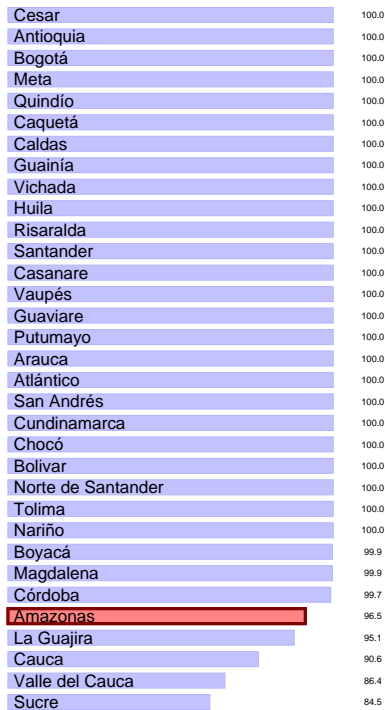 Cesar 100.0
Antioquia 100.0
Bogotá 100.0
Meta 100.0
Quindío 100.0
Caquetá 100.0
Caldas 100.0
Guainía 100.0
Vichada 100.0
Huila 100.0
Risaralda 100.0
Santander 100.0
Casanare 100.0
Vaupés 100.0
Guaviare 100.0
Putumayo 100.0
Arauca 100.0
Atlántico 100.0
San Andrés 100.0
Cundinamarca 100.0
Chocó 100.0
Bolivar 100.0
Norte de Santander 100.0
Tolima 100.0
Nariño 100.0
Boyacá 99.9
Magdalena 99.9
Córdoba 99.7
Amazonas 96.5
La Guajira 95.1
Cauca 90.6
Valle del Cauca 86.4
Sucre 84.5